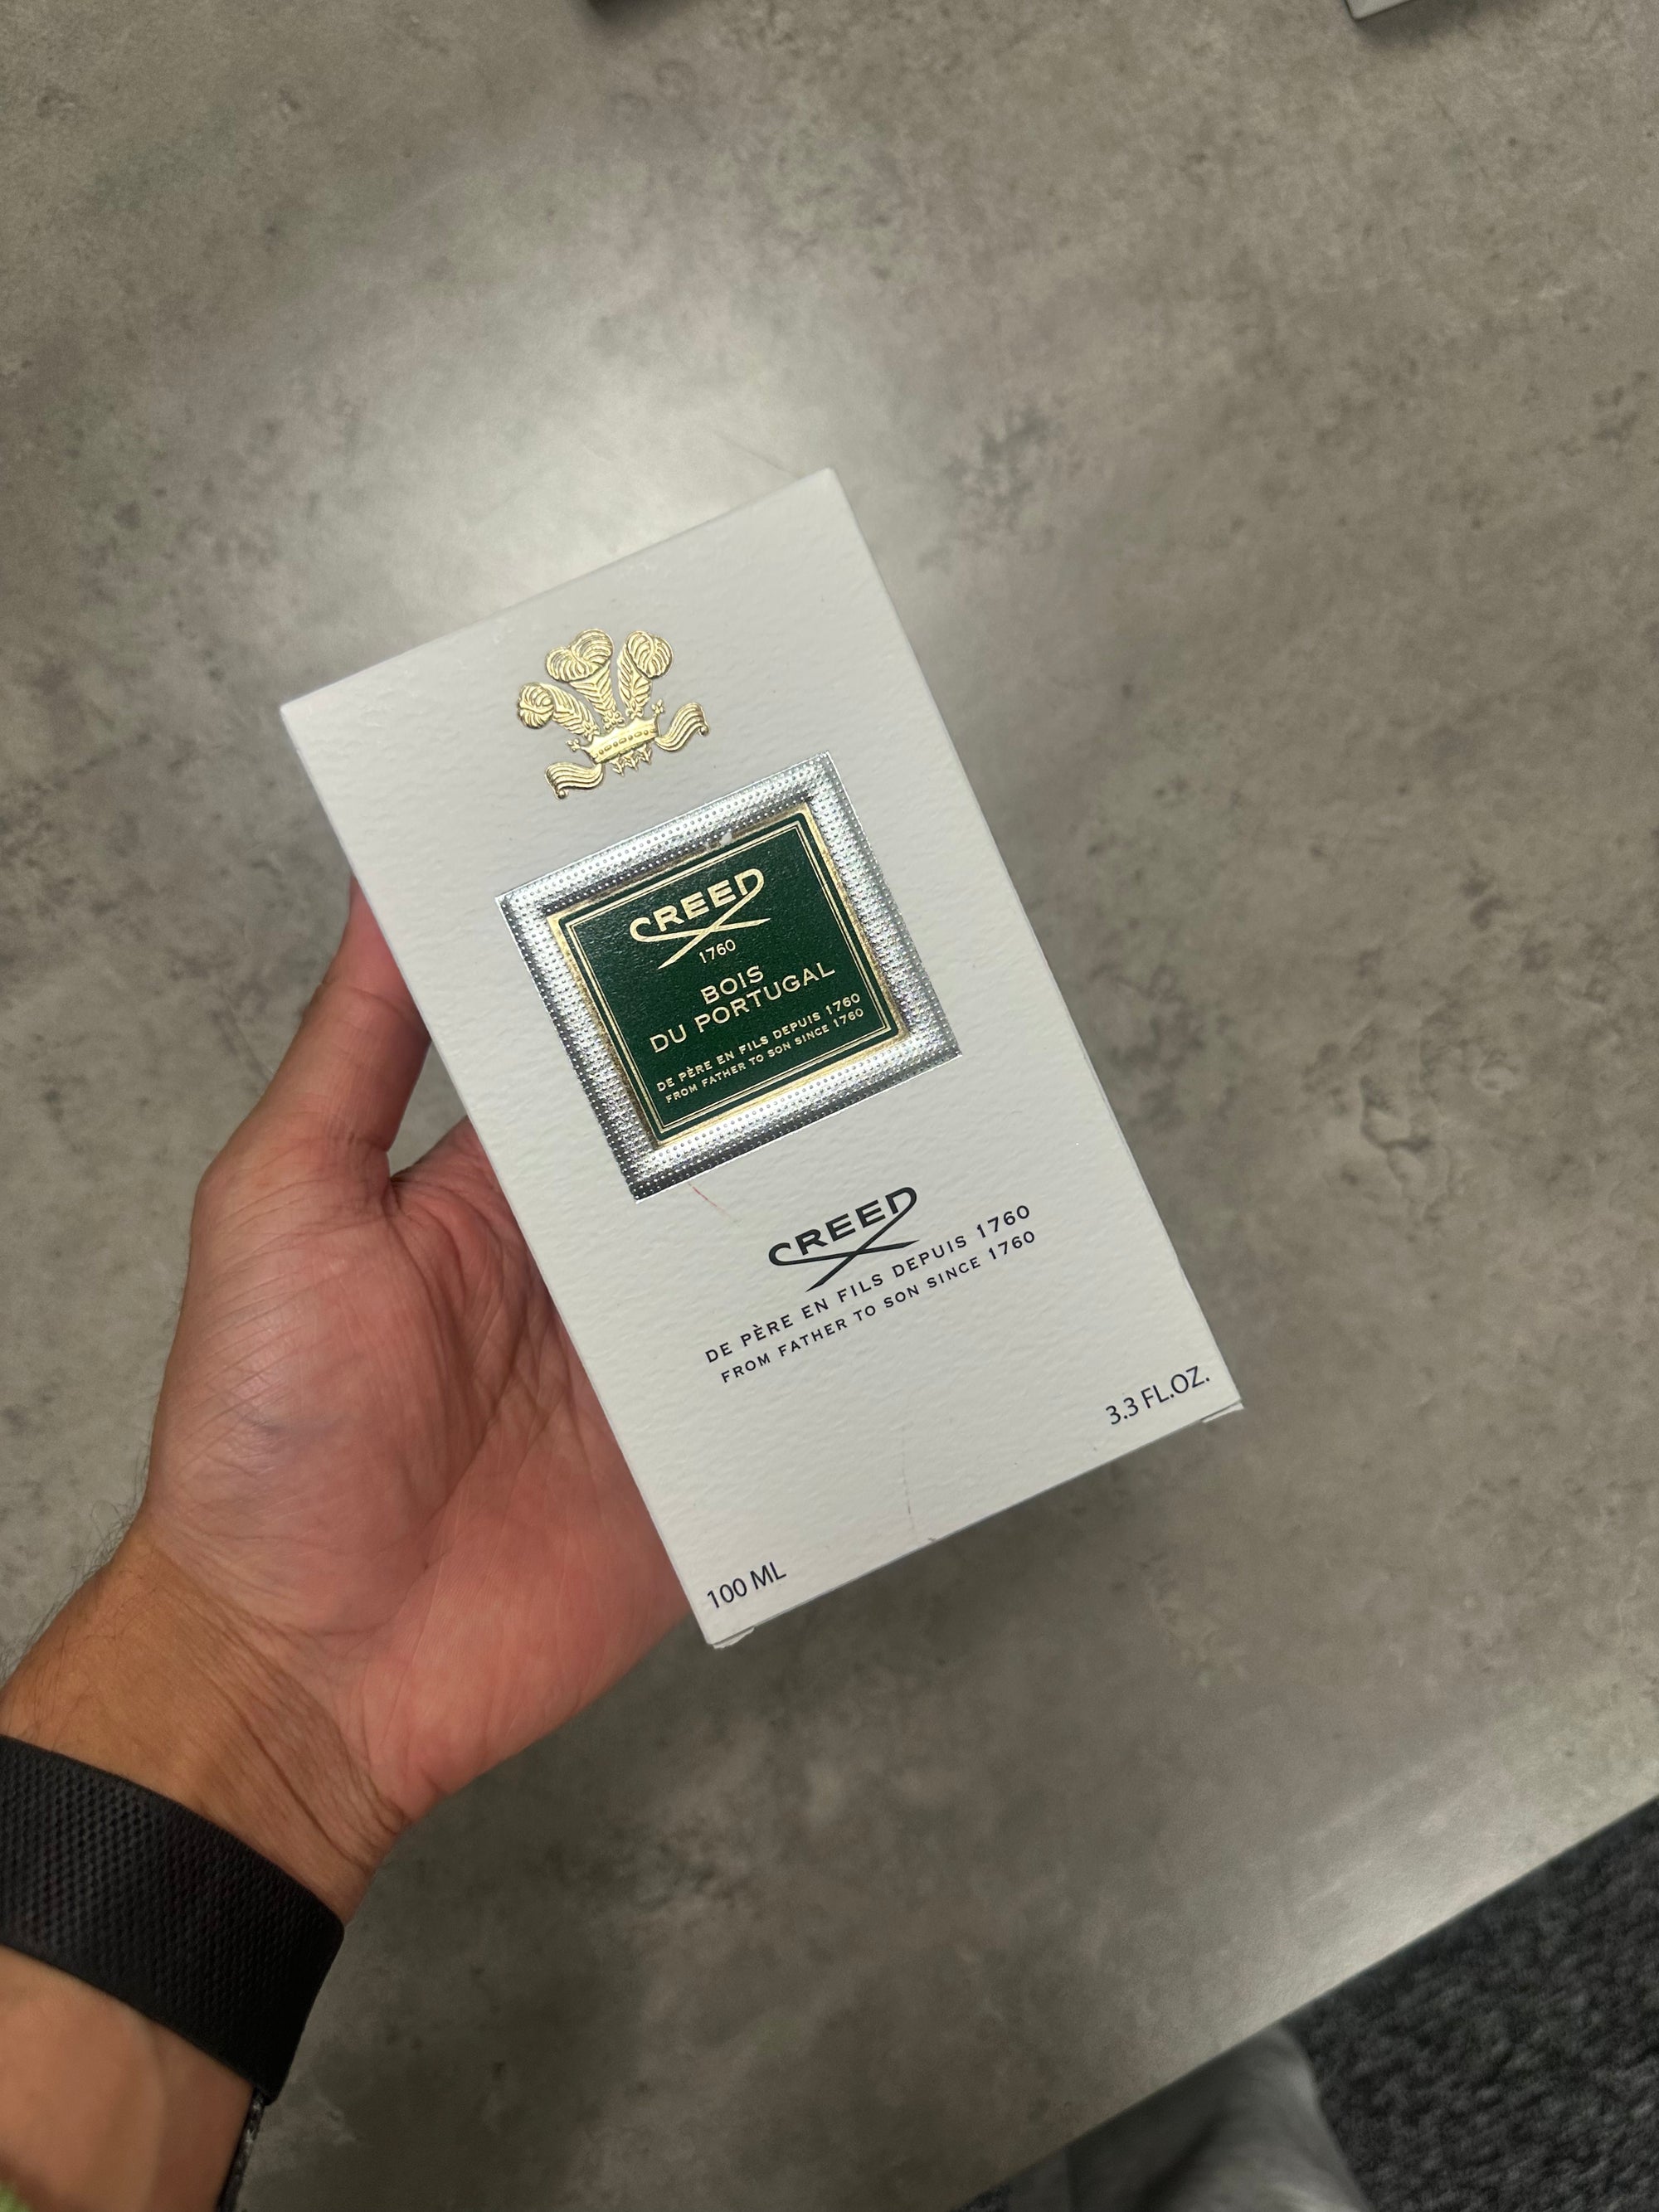 CREED
1760
BOIS
DU PORTUGAL
DE PÈRE EN FILS DEPUIS 1760
FROM FATHER TO SON SINCE 1760
CREED
DE PÈRE EN FILS DEPUIS 1760
FROM FATHER TO SON SINCE 1760
100 ML
3.3 FL.OZ.